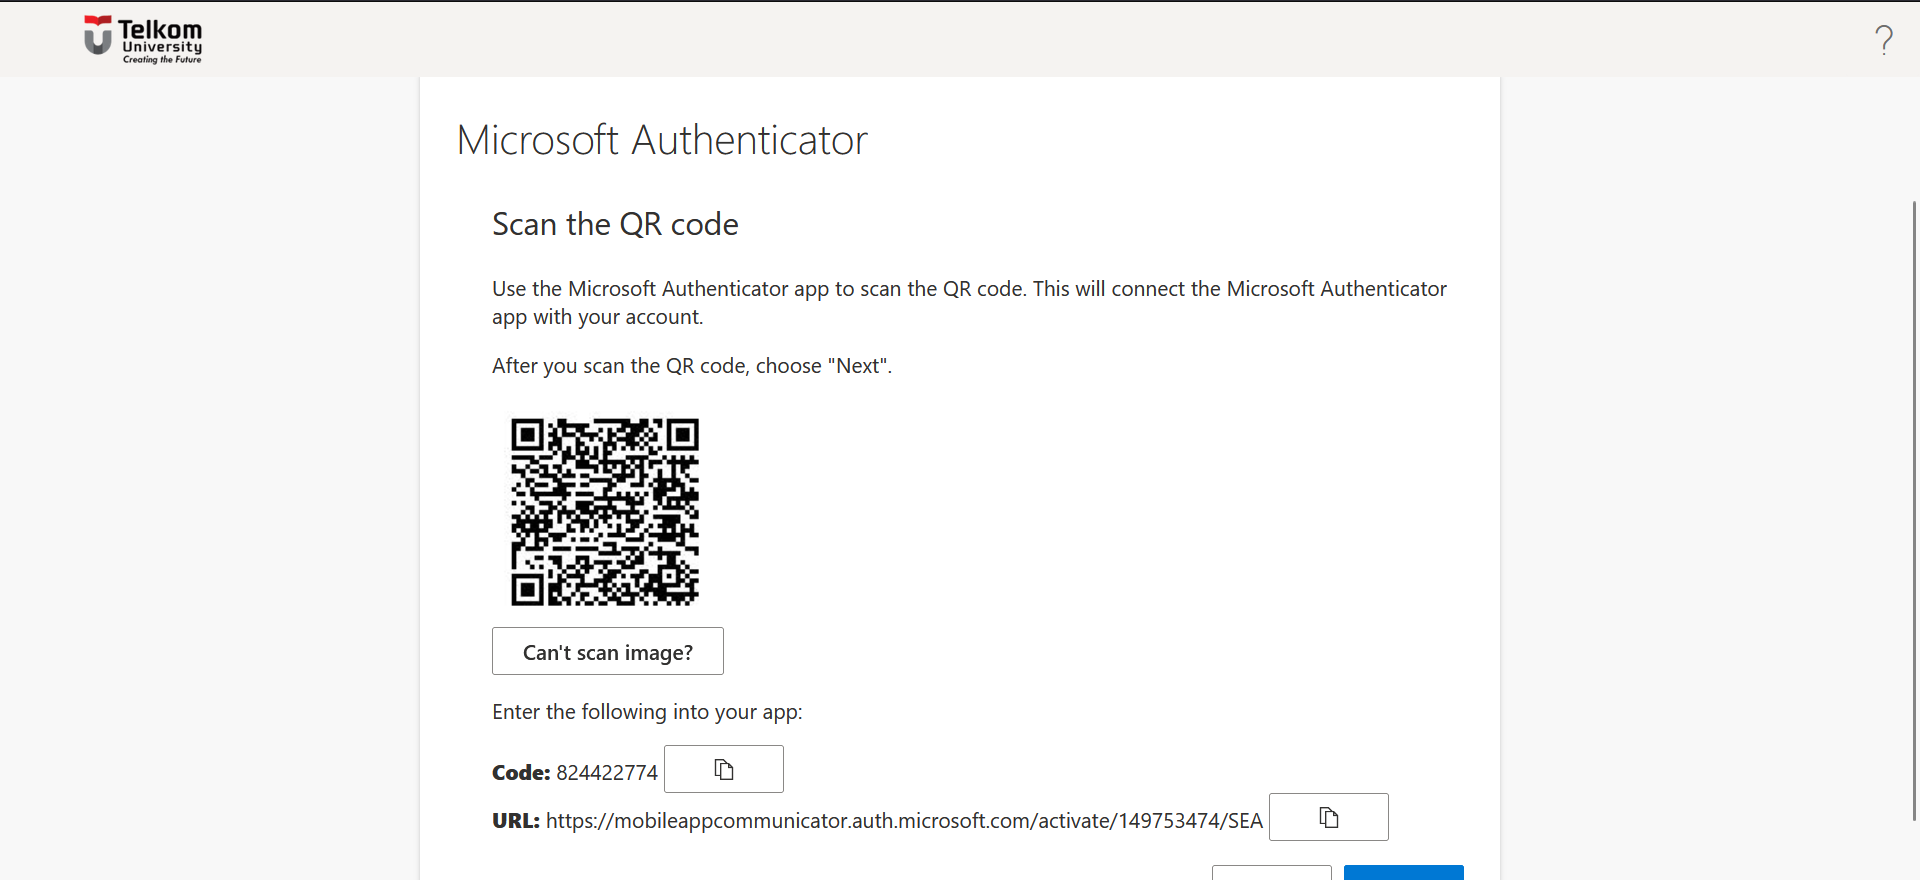 Telkom
University
Creating the Future
?
Microsoft Authenticator
Scan the QR code
Use the Microsoft Authenticator app to scan the QR code. This will connect the Microsoft Authenticator
app with your account.
After you scan the QR code, choose "Next".
Can't scan image?
Enter the following into your app:
Code: 824422774
URL: https://mobileappcommunicator.auth.microsoft.com/activate/149753474/SEA